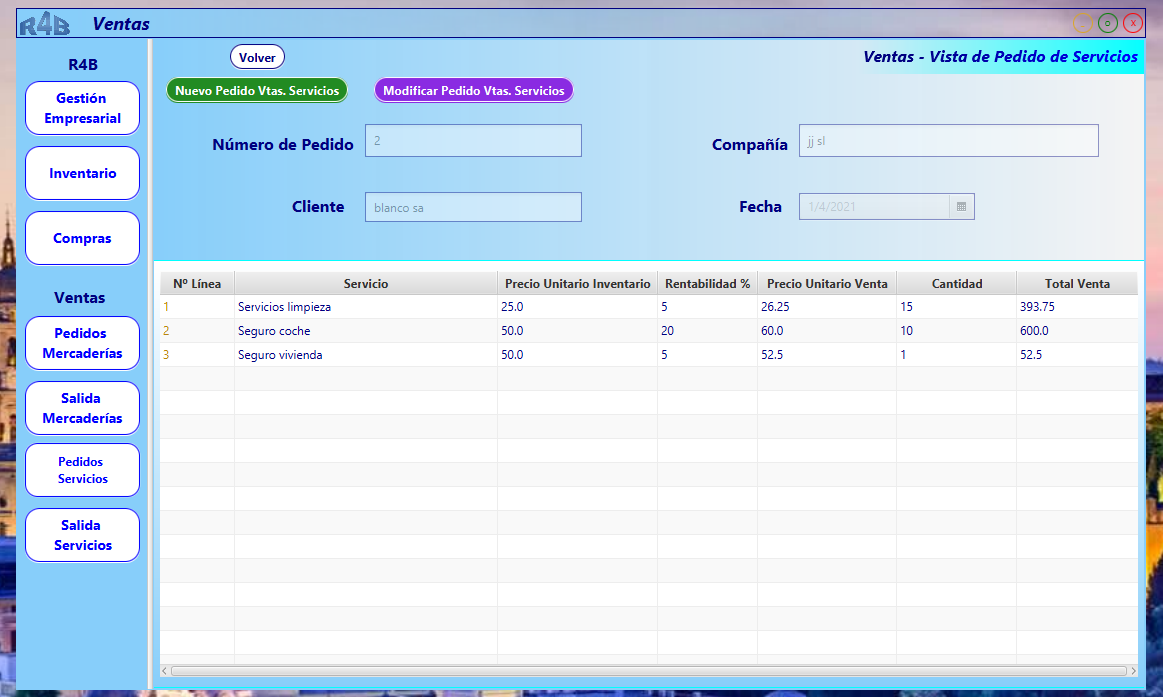 R4B Ventas - o x
R4B
Gestión
Empresarial
Inventario
Compras
Ventas
Pedidos
Mercaderías
Salida
Mercaderías
Pedidos
Servicios
Salida
Servicios
Volver
Ventas - Vista de Pedido de Servicios
Nuevo Pedido Vtas. Servicios Modificar Pedido Vtas. Servicios
Número de Pedido 2 Compañía jj sl
Cliente blanco sa Fecha 1/4/2021
Nº Línea Servicio Precio Unitario Inventario Rentabilidad % Precio Unitario Venta Cantidad Total Venta
1 Servicios limpieza 25.0 5 26.25 15 393.75
2 Seguro coche 50.0 20 60.0 10 600.0
3 Seguro vivienda 50.0 5 52.5 1 52.5